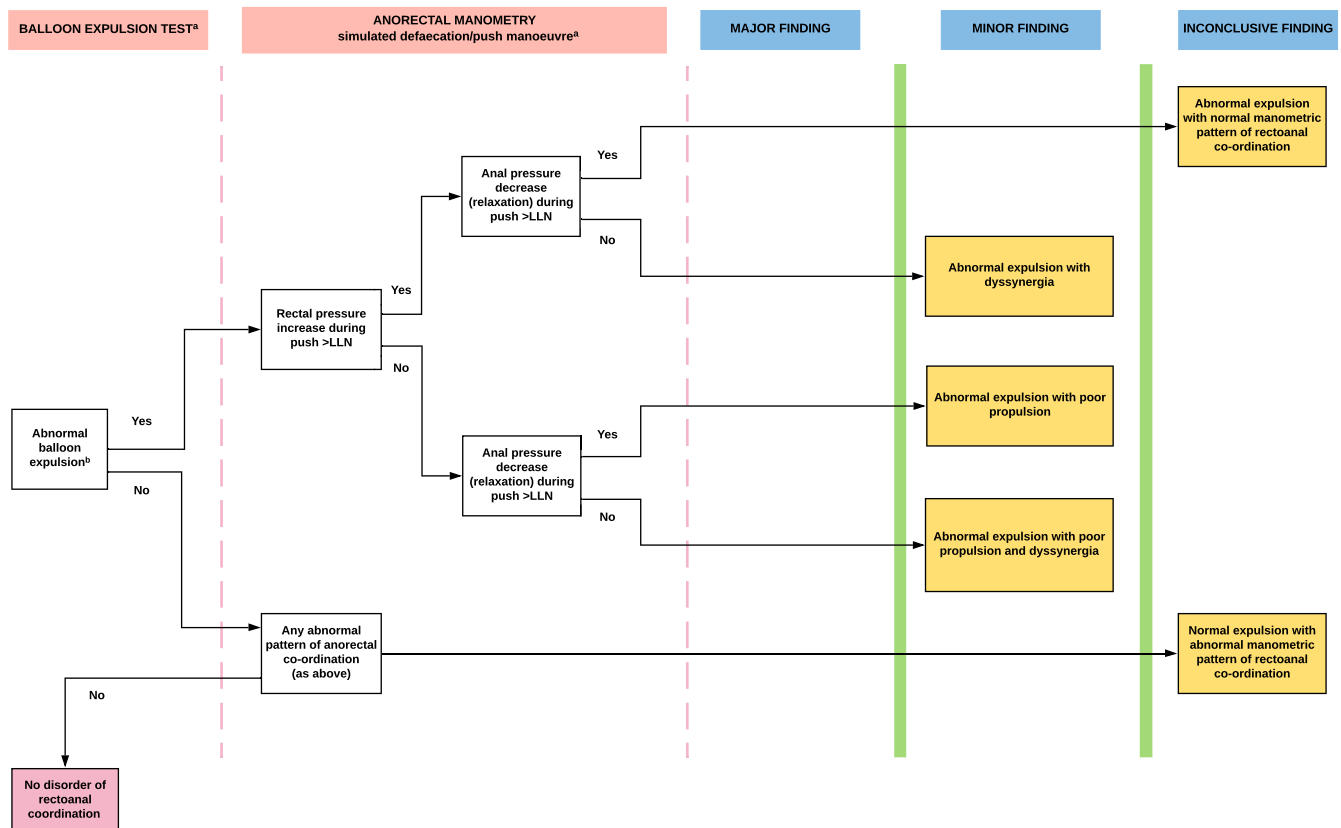 BALLOON EXPULSION TESTᵃ
ANORECTAL MANOMETRY
simulated defaecation/push manoeuvreᵃ
MAJOR FINDING
MINOR FINDING
INCONCLUSIVE FINDING
Abnormal expulsion
with normal manometric
pattern of rectoanal
co-ordination
Yes
Anal pressure
decrease
(relaxation) during
push >LLN
No
Abnormal expulsion with
dyssynergia
Yes
Rectal pressure
increase during
push >LLN
No
Abnormal expulsion with poor
propulsion
Yes
Abnormal
balloon
expulsionᵇ
No
Yes
Anal pressure
decrease
(relaxation) during
push >LLN
No
Abnormal expulsion with poor
propulsion and dyssynergia
Any abnormal
pattern of anorectal
co-ordination
(as above)
Normal expulsion with
abnormal manometric
pattern of rectoanal
co-ordination
No
No disorder of
rectoanal
coordination